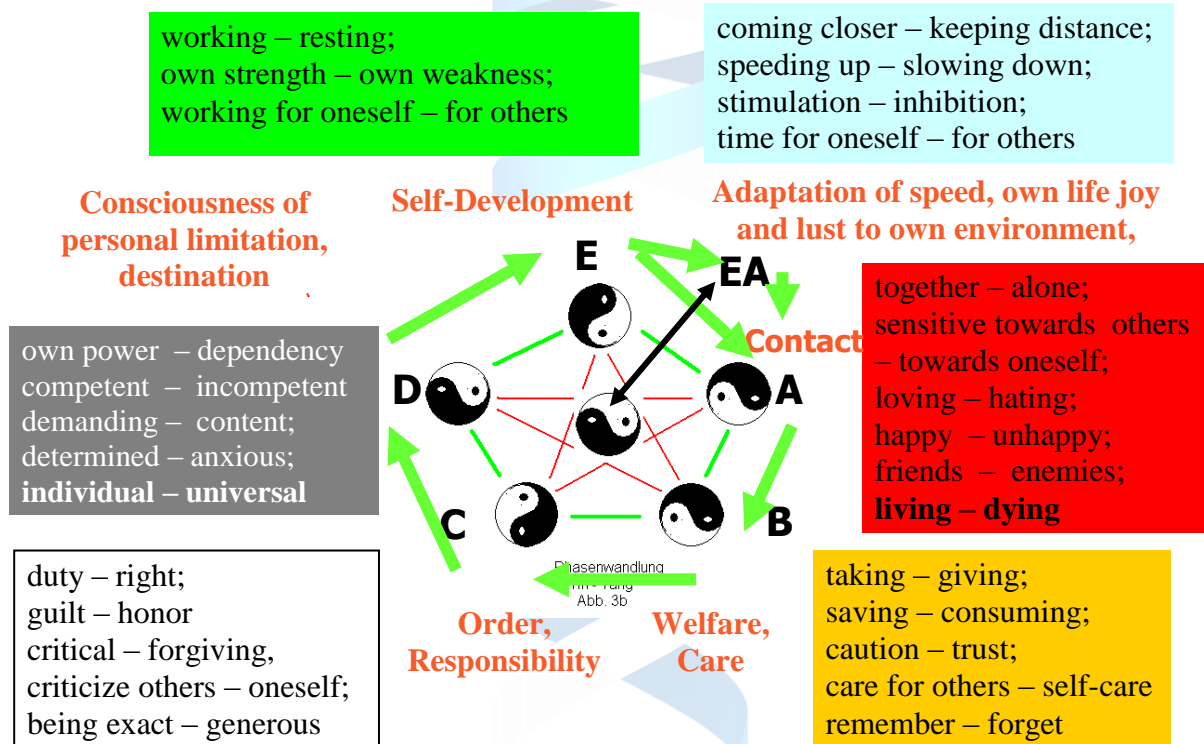 working – resting;
own strength – own weakness;
working for oneself – for others
coming closer – keeping distance;
speeding up – slowing down;
stimulation – inhibition;
time for oneself – for others
Consciousness of
personal limitation,
destination
Self-Development
Adaptation of speed, own life joy
and lust to own environment,
E
EA
own power – dependency
competent – incompetent
demanding – content;
determined – anxious;
individual – universal
D
Contact
A
together – alone;
sensitive towards others
– towards oneself;
loving – hating;
happy – unhappy;
friends – enemies;
living – dying
C
B
Phasenwandlung
Abb. 3b
duty – right;
guilt – honor
critical – forgiving,
criticize others – oneself;
being exact – generous
Order,
Responsibility
Welfare,
Care
taking – giving;
saving – consuming;
caution – trust;
care for others – self-care
remember – forget